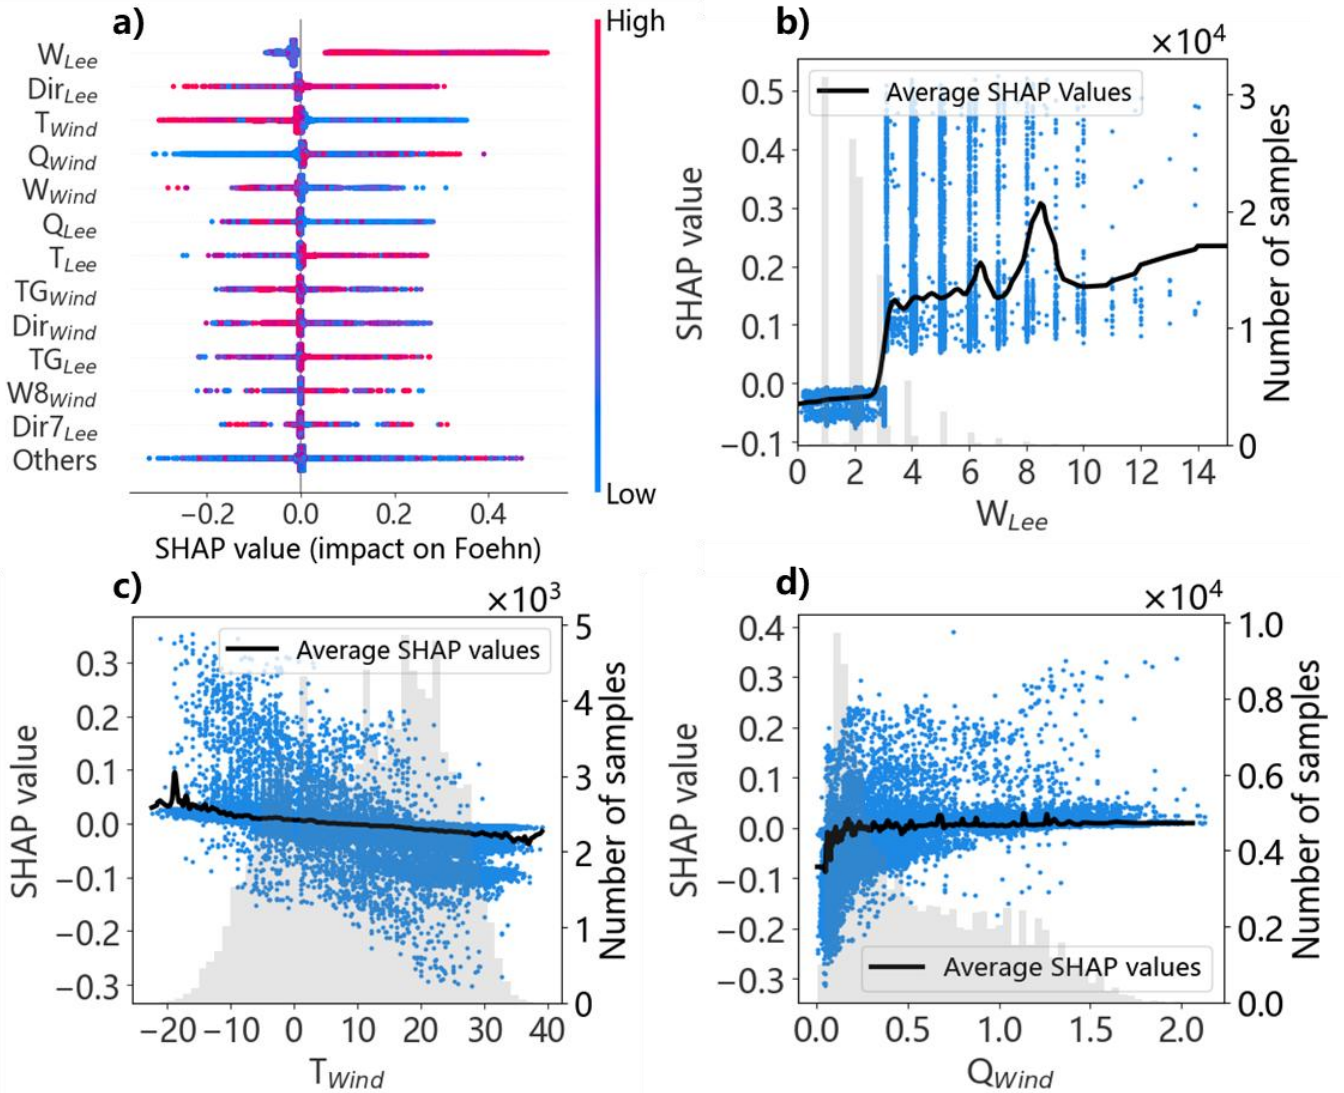 a)
High
W_Lee
Dir_Lee
T_Wind
Q_Wind
W_Wind
Q_Lee
T_Lee
TG_Wind
Dir_Wind
TG_Lee
W8_Wind
Dir7_Lee
Others
Low
−0.2 0.0 0.2 0.4
SHAP value (impact on Foehn)
b)
×10⁴
Average SHAP Values
SHAP value
0.5
0.4
0.3
0.2
0.1
0.0
−0.1
3
2
1
0
Number of samples
0 2 4 6 8 10 12 14
W_Lee
c)
×10³
Average SHAP values
SHAP value
0.3
0.2
0.1
0.0
−0.1
−0.2
−0.3
5
4
3
2
1
0
Number of samples
−20 −10 0 10 20 30 40
T_Wind
d)
×10⁴
SHAP value
0.4
0.3
0.2
0.1
0.0
−0.1
−0.2
−0.3
1.0
0.8
0.6
0.4
0.2
0.0
Number of samples
Average SHAP values
0.0 0.5 1.0 1.5 2.0
Q_Wind